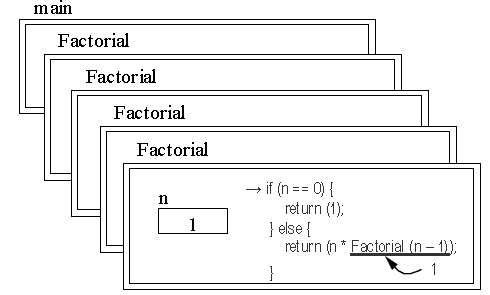 main
Factorial
Factorial
Factorial
Factorial
n
1
→ if (n == 0) {
return (1);
} else {
return (n * Factorial (n – 1));
1
}